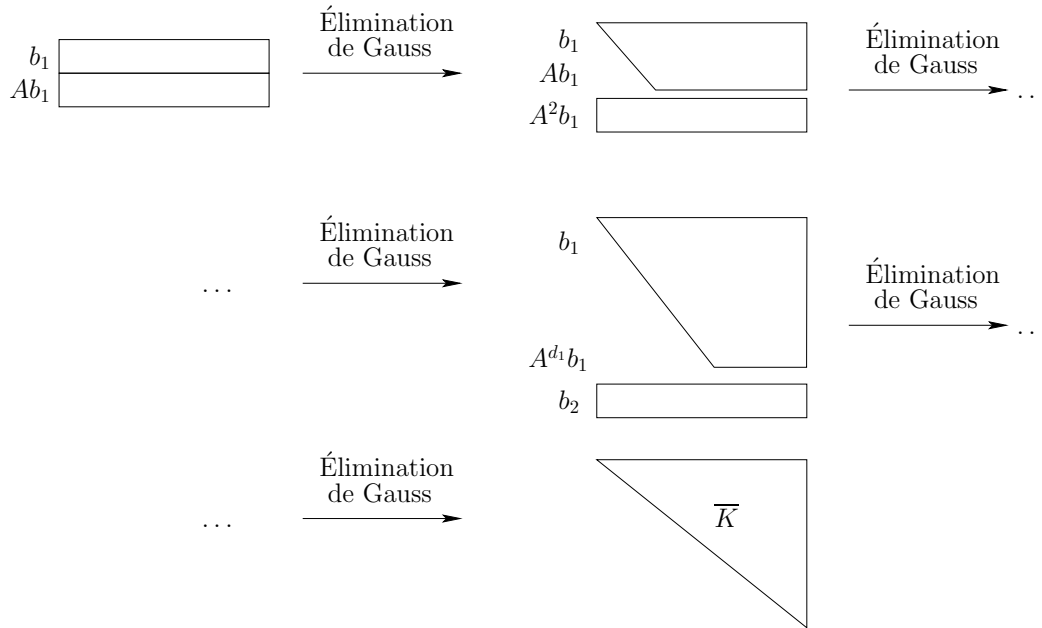 b₁
Ab₁
Élimination
de Gauss
b₁
Ab₁
A²b₁
Élimination
de Gauss
. .
. . .
Élimination
de Gauss
b₁
A^{d₁}b₁
b₂
Élimination
de Gauss
. .
. . .
Élimination
de Gauss
K̅